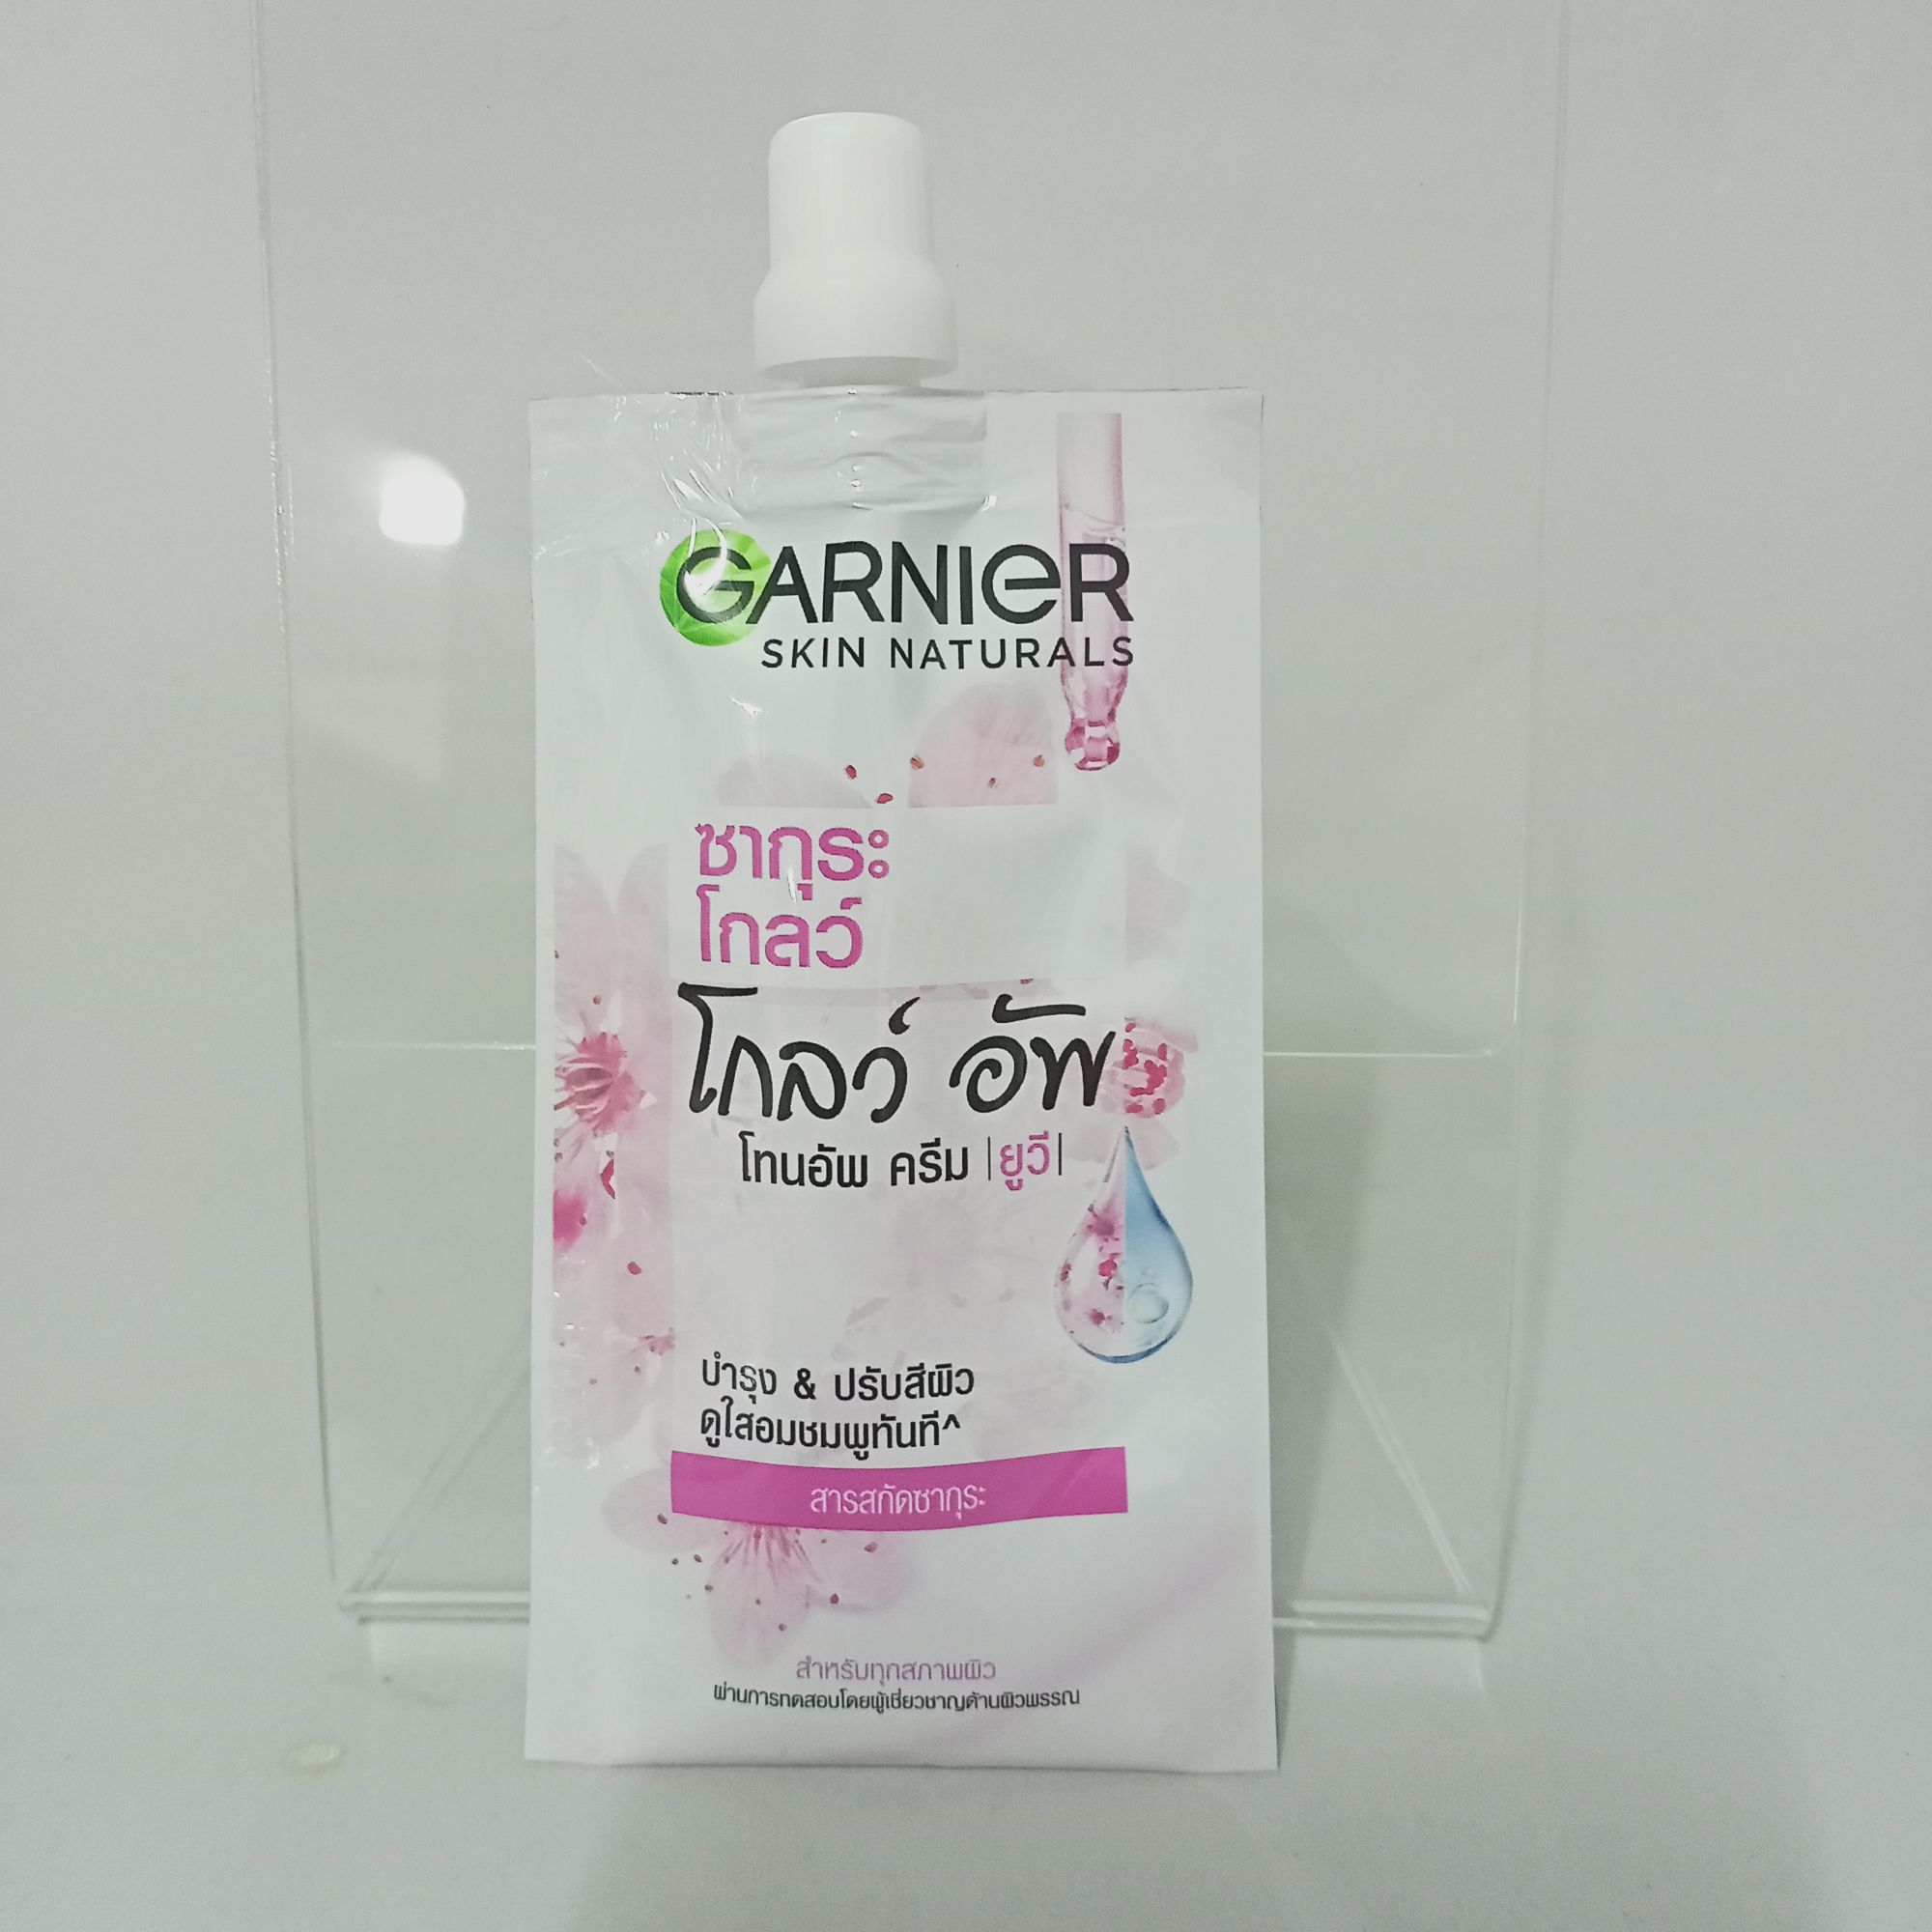 GARNIER
SKIN NATURALS
ซากุระ
โกลว์
โกลว์ อัพ
โทนอัพ ครีม |ยูวี|
บำรุง & ปรับสีผิว
ดูใสอมชมพูทันที^
สารสกัดซากุระ
สำหรับทุกสภาพผิว
ผ่านการทดสอบโดยผู้เชี่ยวชาญด้านผิวพรรณ